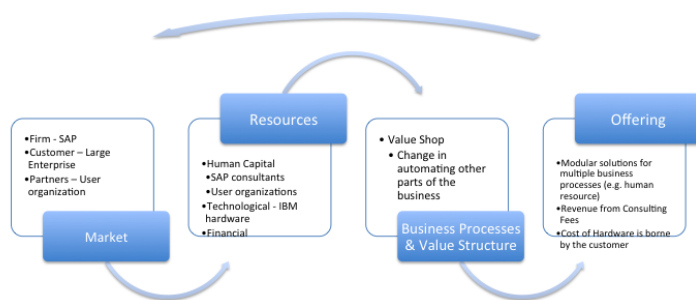 •Firm - SAP
•Customer – Large
Enterprise
•Partners – User
organization
Market
Resources
•Human Capital
•SAP consultants
•User organizations
•Technological - IBM
hardware
•Financial
• Value Shop
• Change in
automating other
parts of the
business
Business Processes
& Value Structure
Offering
•Modular solutions for
multiple business
processes (e.g. human
resource)
•Revenue from Consulting
Fees
•Cost of Hardware is borne
by the customer